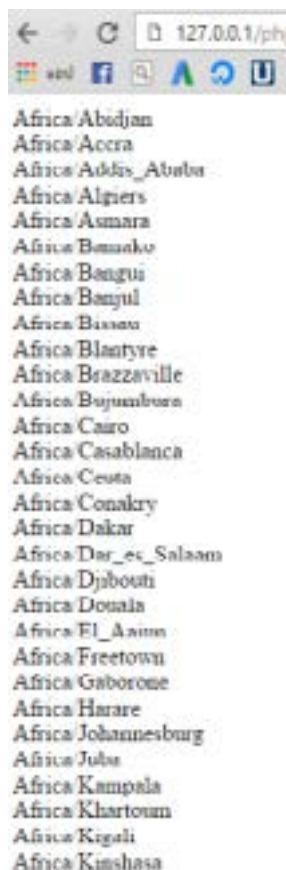 127.0.0.1/php
Africa/Abidjan
Africa/Accra
Africa/Addis_Ababa
Africa/Algiers
Africa/Asmara
Africa/Bamako
Africa/Bangui
Africa/Banjul
Africa/Bissau
Africa/Blantyre
Africa/Brazzaville
Africa/Bujumbura
Africa/Cairo
Africa/Casablanca
Africa/Ceuta
Africa/Conakry
Africa/Dakar
Africa/Dar_es_Salaam
Africa/Djibouti
Africa/Douala
Africa/El_Aaiun
Africa/Freetown
Africa/Gaborone
Africa/Harare
Africa/Johannesburg
Africa/Juba
Africa/Kampala
Africa/Khartoum
Africa/Kigali
Africa/Kinshasa